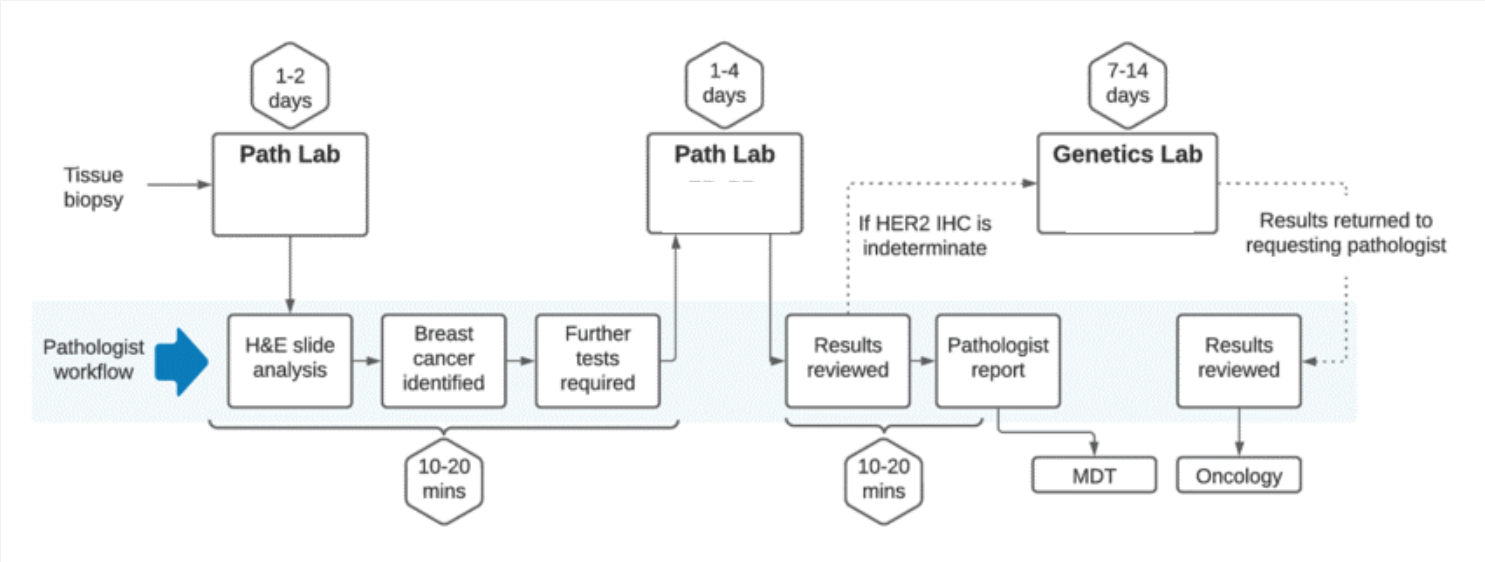 1-2
days
1-4
days
7-14
days
Path Lab
Path Lab
Genetics Lab
Tissue
biopsy
If HER2 IHC is
indeterminate
Results returned to
requesting pathologist
Pathologist
workflow
H&E slide
analysis
Breast
cancer
identified
Further
tests
required
Results
reviewed
Pathologist
report
Results
reviewed
10-20
mins
10-20
mins
MDT
Oncology